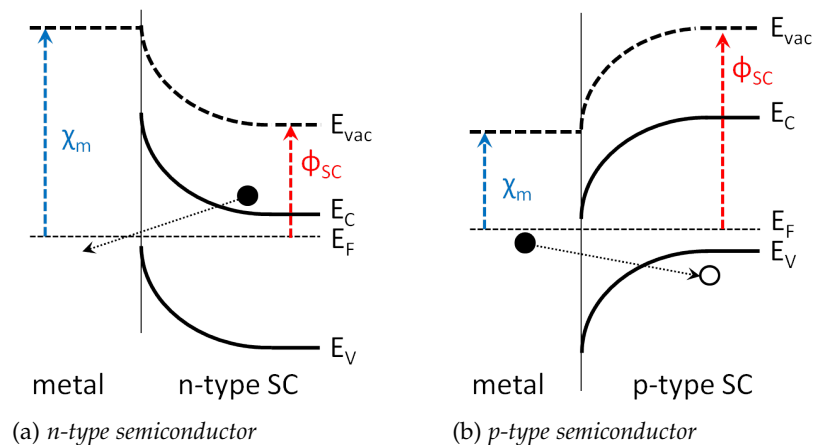 E_vac
χ_m
ϕ_SC
E_vac
E_C
E_F
E_V
metal
n-type SC
(a) n-type semiconductor
E_vac
ϕ_SC
E_C
χ_m
E_F
E_V
metal
p-type SC
(b) p-type semiconductor